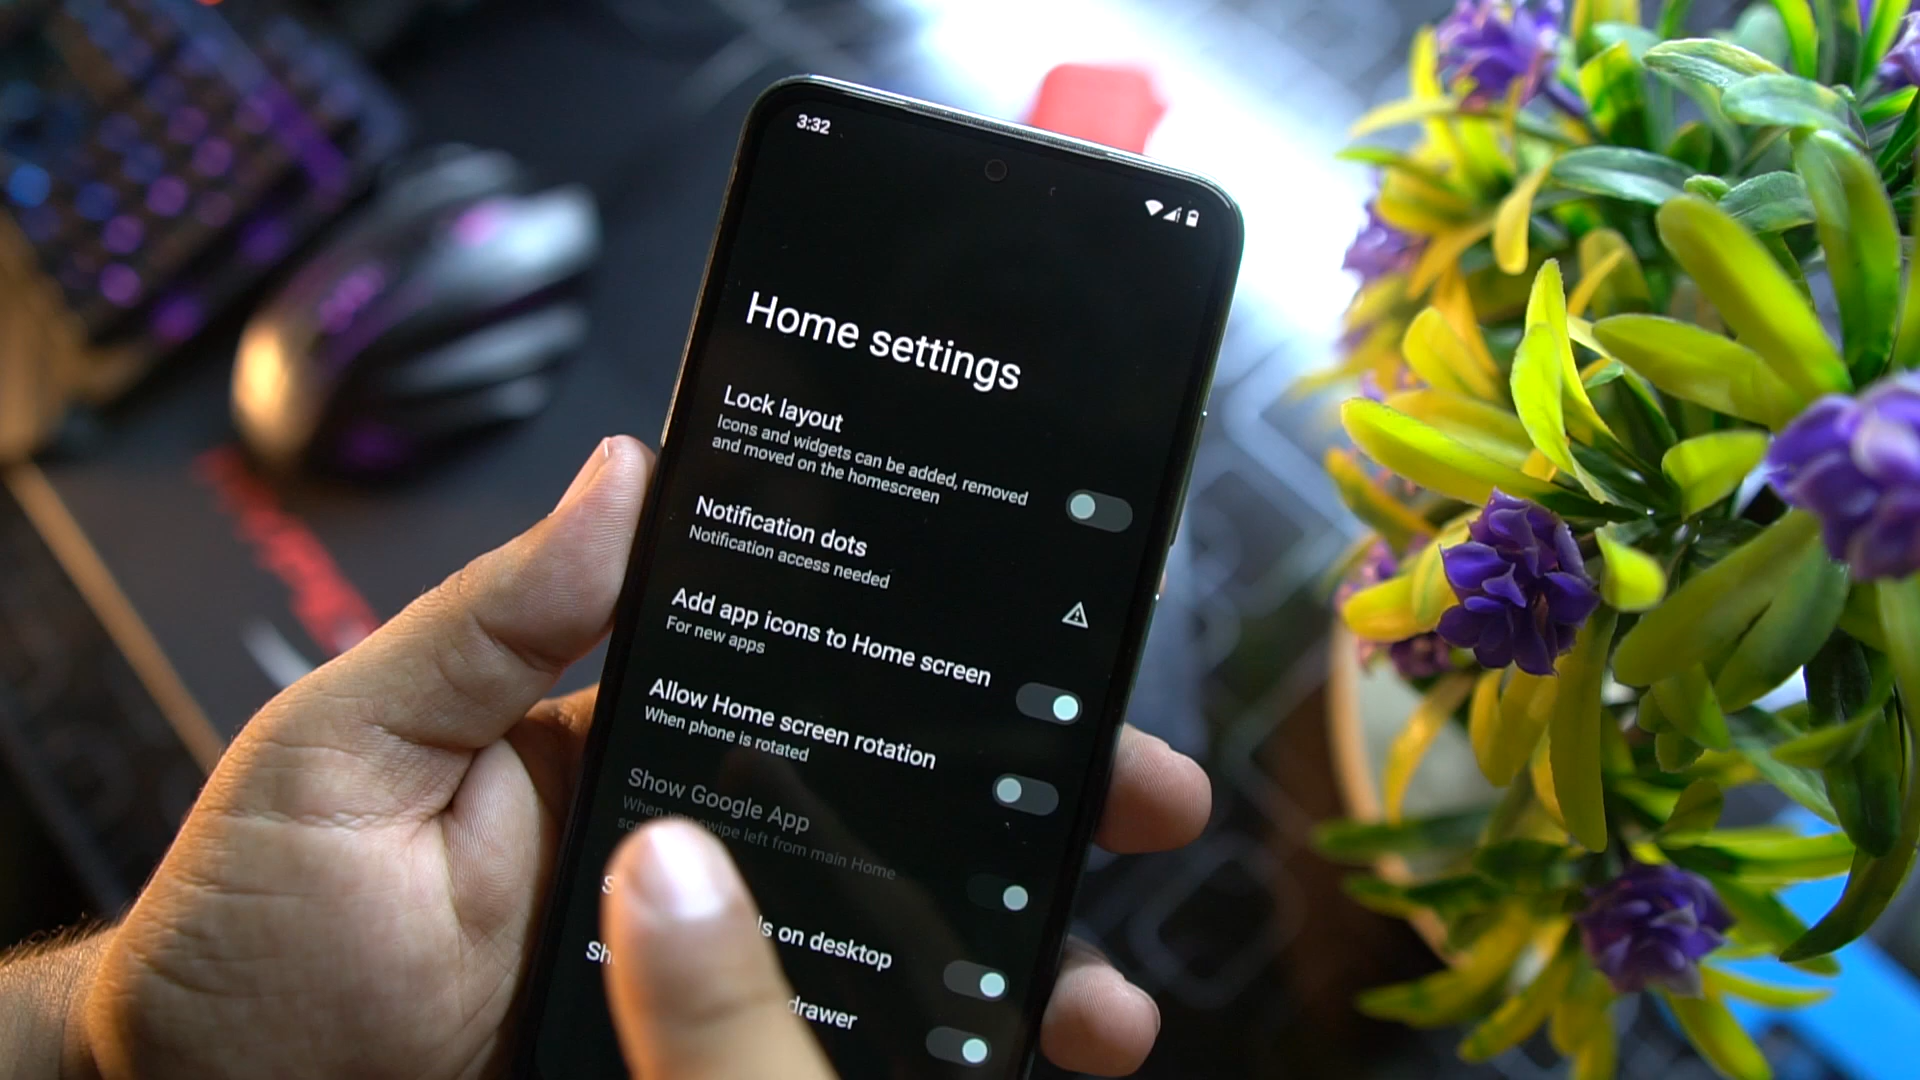 3:32
Home settings
Lock layout
Icons and widgets can be added, removed
and moved on the homescreen
Notification dots
Notification access needed
Add app icons to Home screen
For new apps
Allow Home screen rotation
When phone is rotated
Show Google App
When you swipe left from main Home
on desktop
drawer